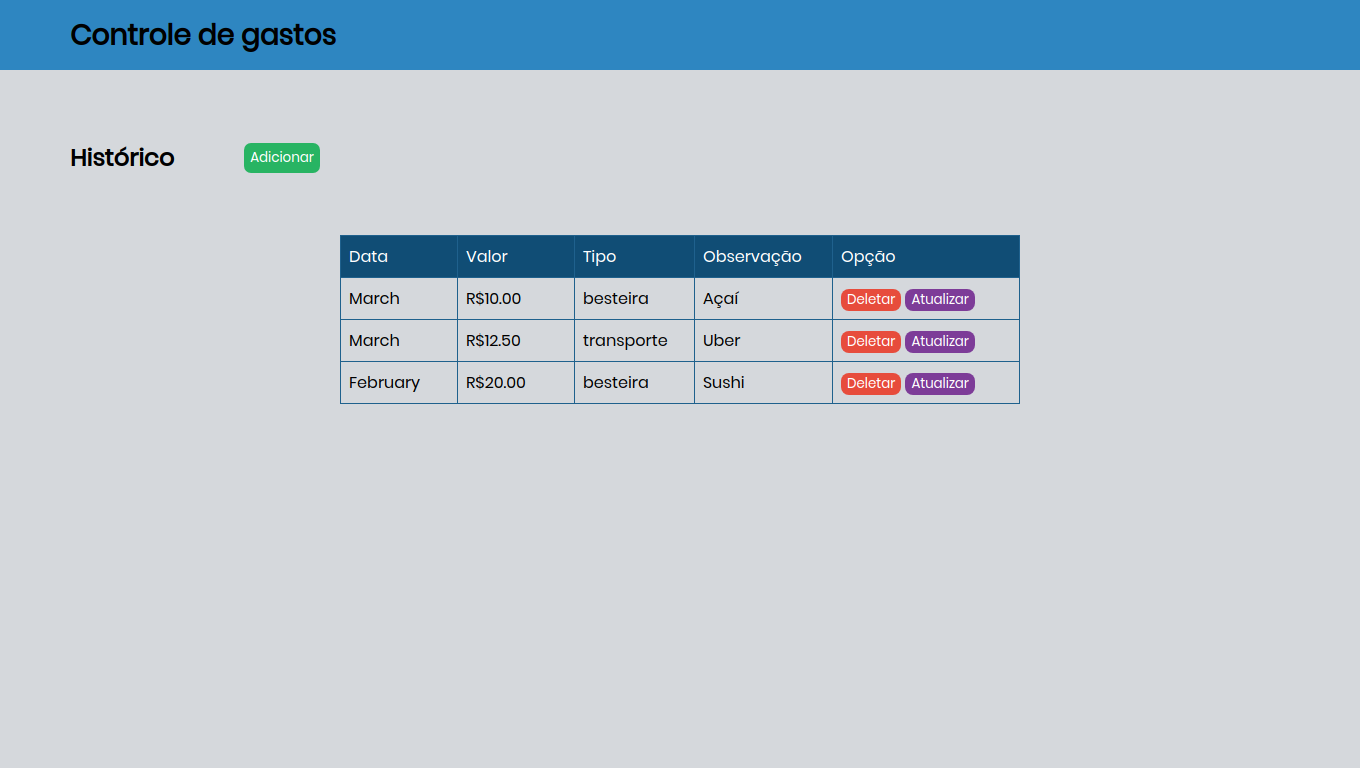 Controle de gastos
Histórico Adicionar
Data Valor Tipo Observação Opção
March R$10.00 besteira Açaí Deletar Atualizar
March R$12.50 transporte Uber Deletar Atualizar
February R$20.00 besteira Sushi Deletar Atualizar